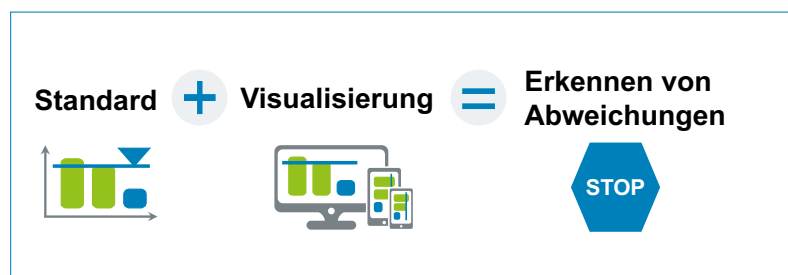 Standard + Visualisierung = Erkennen von
Abweichungen
STOP